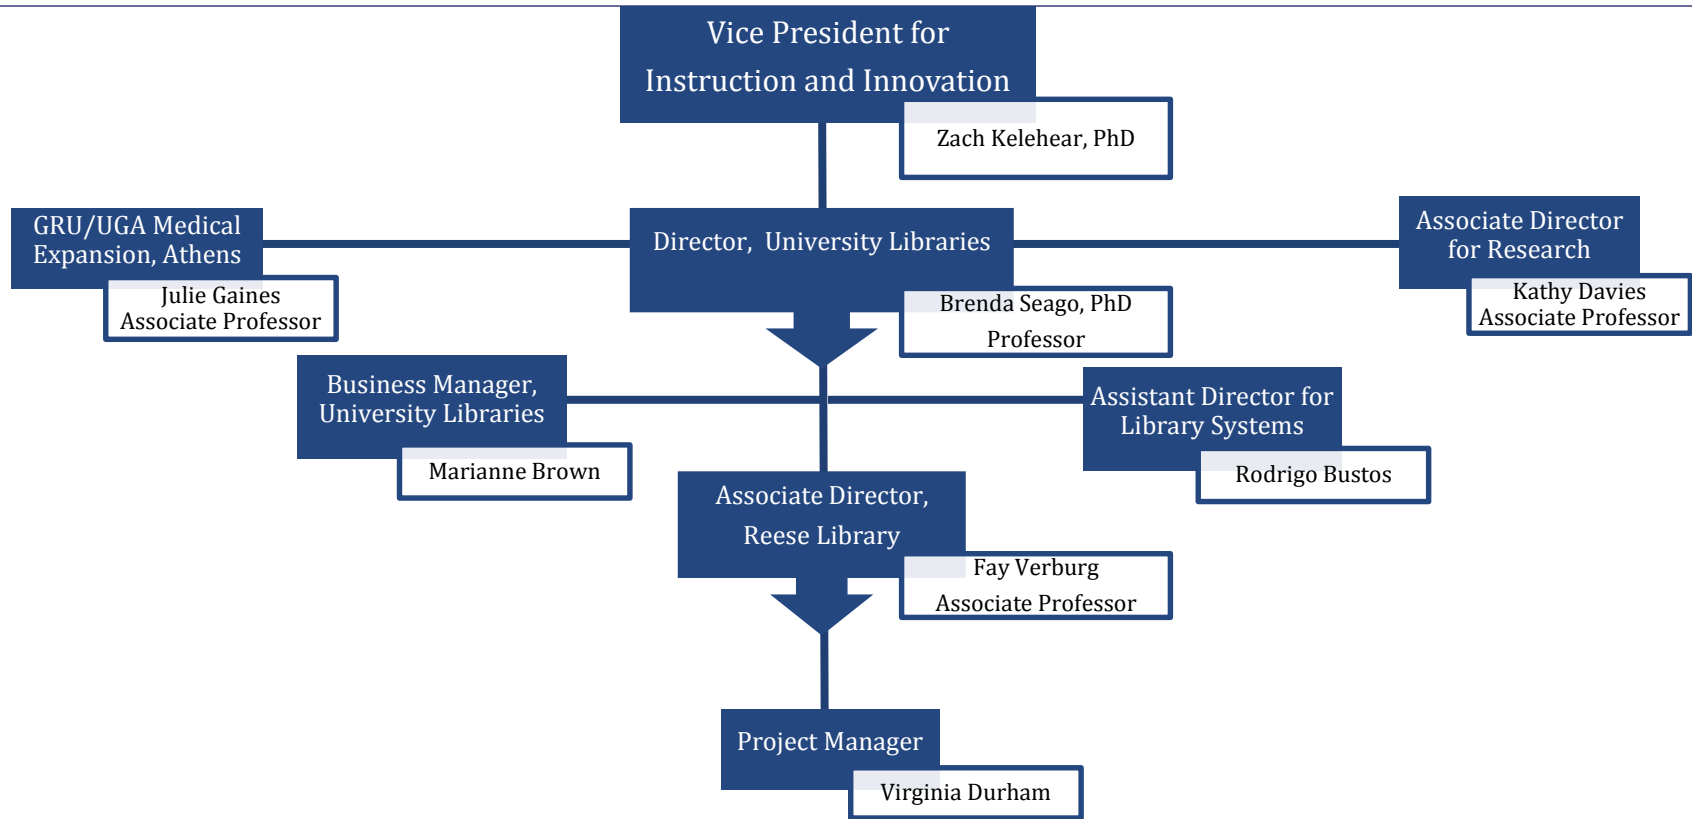 Vice President for
Instruction and Innovation
Zach Kelehear, PhD
GRU/UGA Medical
Expansion, Athens
Julie Gaines
Associate Professor
Director, University Libraries
Brenda Seago, PhD
Professor
Associate Director
for Research
Kathy Davies
Associate Professor
Business Manager,
University Libraries
Marianne Brown
Assistant Director for
Library Systems
Rodrigo Bustos
Associate Director,
Reese Library
Fay Verburg
Associate Professor
Project Manager
Virginia Durham